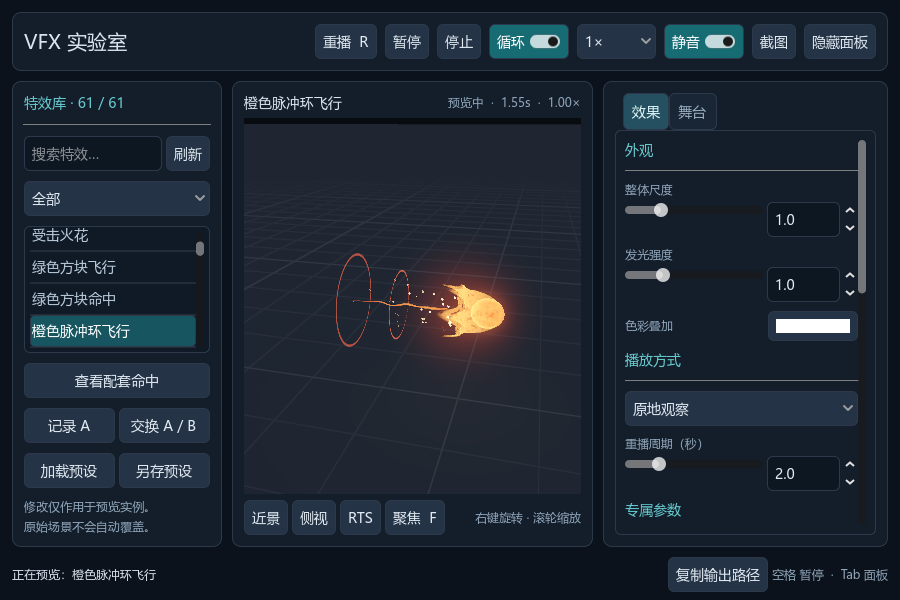 VFX 实验室
重播 R
暂停
停止
循环
1×
静音
截图
隐藏面板
特效库 · 61 / 61
搜索特效...
刷新
全部
受击火花
绿色方块飞行
绿色方块命中
橙色脉冲环飞行
查看配套命中
记录 A
交换 A / B
加载预设
另存预设
修改仅作用于预览实例。
原始场景不会自动覆盖。
橙色脉冲环飞行
预览中 · 1.55s · 1.00×
近景
侧视
RTS
聚焦 F
右键旋转 · 滚轮缩放
效果
舞台
外观
整体尺度
1.0
发光强度
1.0
色彩叠加
播放方式
原地观察
重播周期（秒）
2.0
专属参数
正在预览：橙色脉冲环飞行
复制输出路径
空格 暂停 · Tab 面板